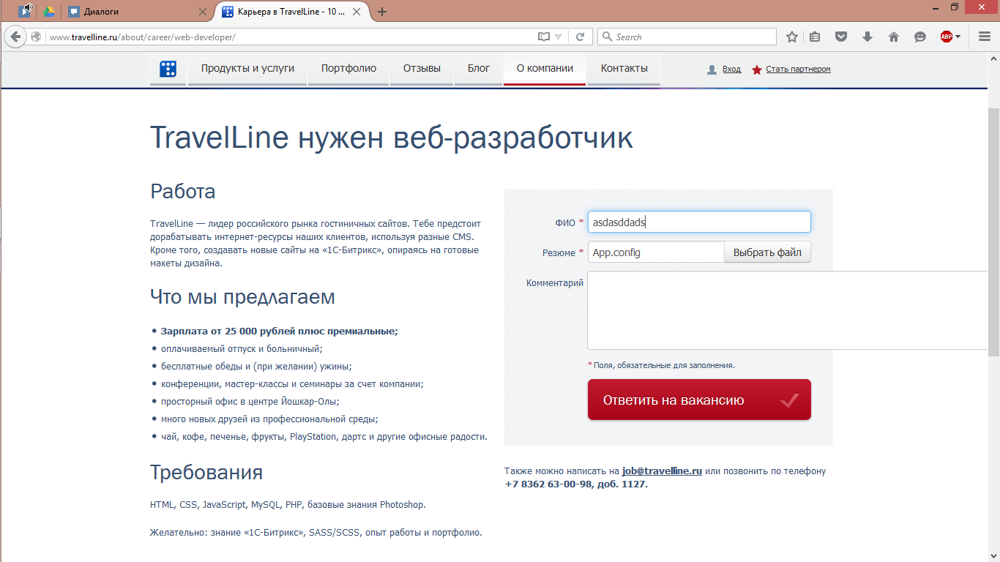 Диалоги
Карьера в TravelLine - 10 ...
www.travelline.ru/about/career/web-developer/
Search
ABP
Продукты и услуги
Портфолио
Отзывы
Блог
О компании
Контакты
Вход
Стать партнером
TravelLine нужен веб-разработчик
Работа
TravelLine — лидер российского рынка гостиничных сайтов. Тебе предстоит
дорабатывать интернет-ресурсы наших клиентов, используя разные CMS.
Кроме того, создавать новые сайты на «1С-Битрикс», опираясь на готовые
макеты дизайна.
Что мы предлагаем
• Зарплата от 25 000 рублей плюс премиальные;
• оплачиваемый отпуск и больничный;
• бесплатные обеды и (при желании) ужины;
• конференции, мастер-классы и семинары за счет компании;
• просторный офис в центре Йошкар-Олы;
• много новых друзей из профессиональной среды;
• чай, кофе, печенье, фрукты, PlayStation, дартс и другие офисные радости.
Требования
HTML, CSS, JavaScript, MySQL, PHP, базовые знания Photoshop.
Желательно: знание «1С-Битрикс», SASS/SCSS, опыт работы и портфолио.
ФИО * asdasddads
Резюме * App.config Выбрать файл
Комментарий
* Поля, обязательные для заполнения.
Ответить на вакансию
Также можно написать на job@travelline.ru или позвонить по телефону
+7 8362 63-00-98, доб. 1127.